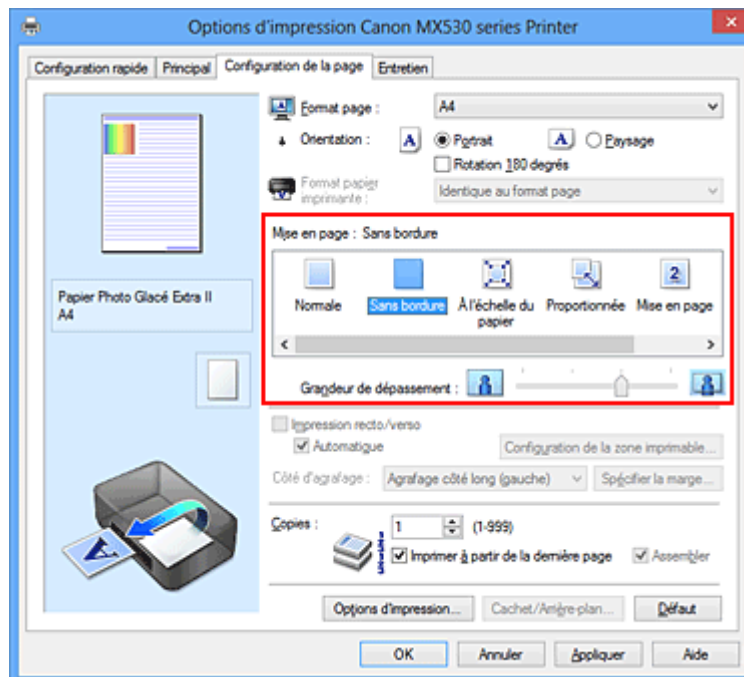 Options d'impression Canon MX530 series Printer
Configuration rapide Principal Configuration de la page Entretien
Format page : A4
Orientation : A Portrait A Paysage
Rotation 180 degrés
Format papier imprimante : Identique au format page
Mise en page : Sans bordure
Normale Sans bordure À l'échelle du papier Proportionnée Mise en page
2
Papier Photo Glacé Extra II
A4
Grandeur de dépassement :
Impression recto/verso
Automatique Configuration de la zone imprimable...
Côté d'agrafage : Agrafage côté long (gauche) Spécifier la marge...
Copies : 1 (1-999)
Imprimer à partir de la dernière page Assembler
A
Options d'impression... Cachet/Arrière-plan... Défaut
OK Annuler Appliquer Aide